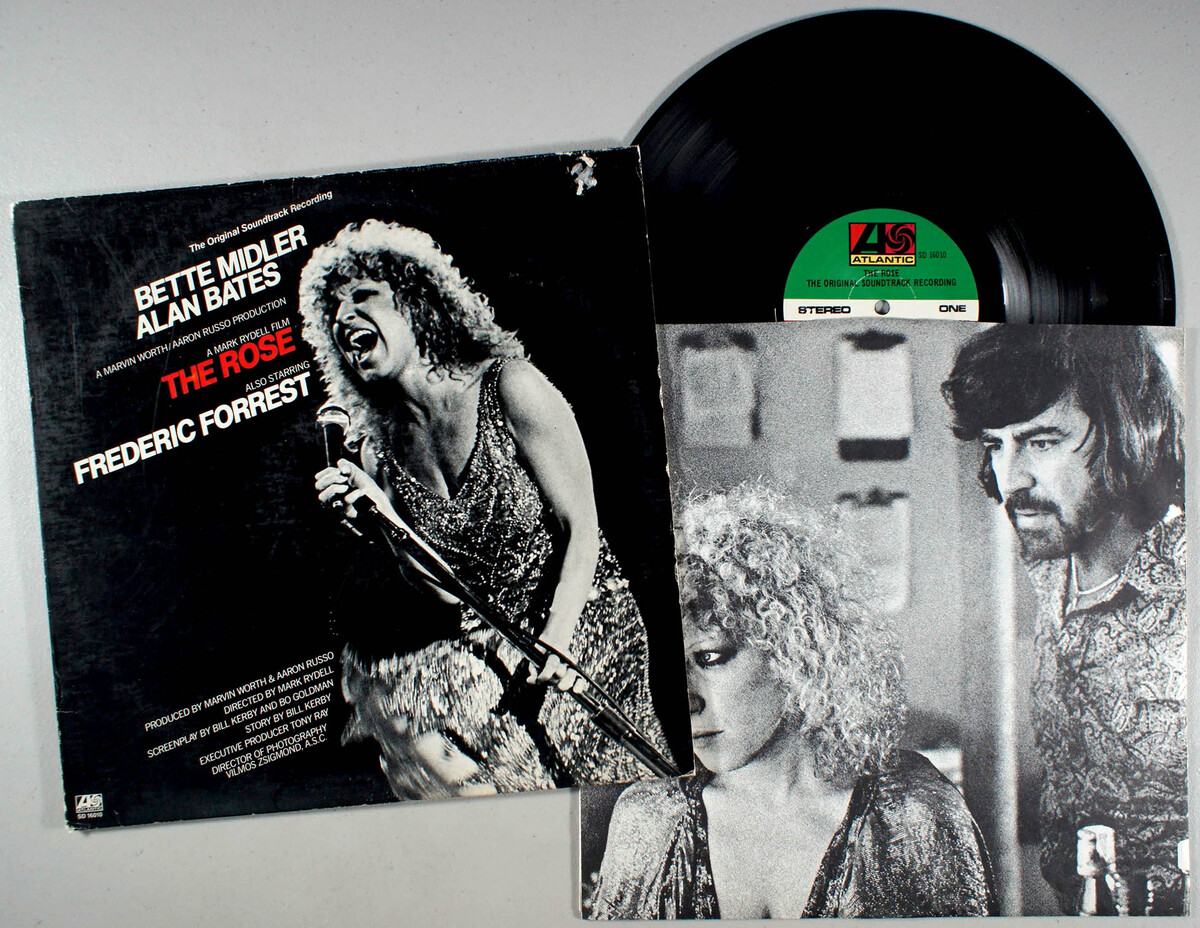 The Original Soundtrack Recording
BETTE MIDLER
ALAN BATES
A MARVIN WORTH/AARON RUSSO PRODUCTION
A MARK RYDELL FILM
THE ROSE
ALSO STARRING
FREDERIC FORREST
PRODUCED BY MARVIN WORTH & AARON RUSSO
DIRECTED BY MARK RYDELL
SCREENPLAY BY BILL KERBY AND BO GOLDMAN
STORY BY BILL KERBY
EXECUTIVE PRODUCER TONY RAY
DIRECTOR OF PHOTOGRAPHY
VILMOS ZSIGMOND, A.S.C.
ATLANTIC
SD 16010
ATLANTIC
SD 16010
THE ROSE
THE ORIGINAL SOUNDTRACK RECORDING
STEREO ONE